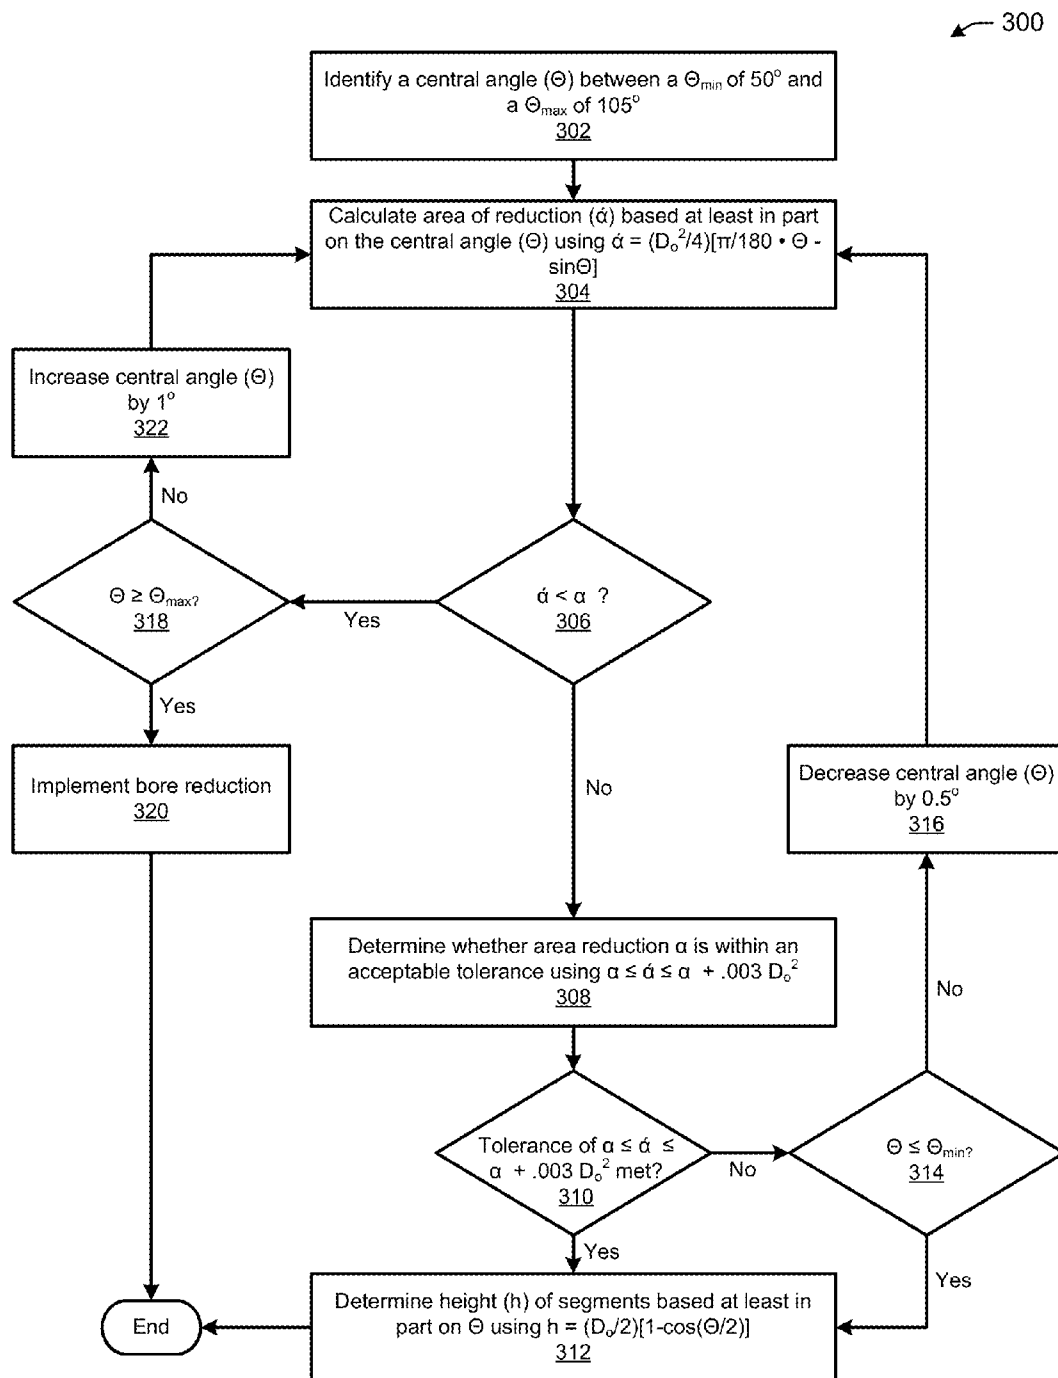 300
Identify a central angle (Θ) between a Θmin of 50° and
a Θmax of 105°
302
Calculate area of reduction (ά) based at least in part
on the central angle (Θ) using ά = (Do²/4)[π/180 • Θ -
sinΘ]
304
Increase central angle (Θ)
by 1°
322
No
Θ ≥ Θmax?
318
Yes
ά < α ?
306
Yes
Implement bore reduction
320
No
Decrease central angle (Θ)
by 0.5°
316
Determine whether area reduction α is within an
acceptable tolerance using α ≤ ά ≤ α + .003 Do²
308
No
Tolerance of α ≤ ά ≤
α + .003 Do² met?
310
No
Θ ≤ Θmin?
314
Yes
Yes
Determine height (h) of segments based at least in
part on Θ using h = (Do/2)[1-cos(Θ/2)]
312
End